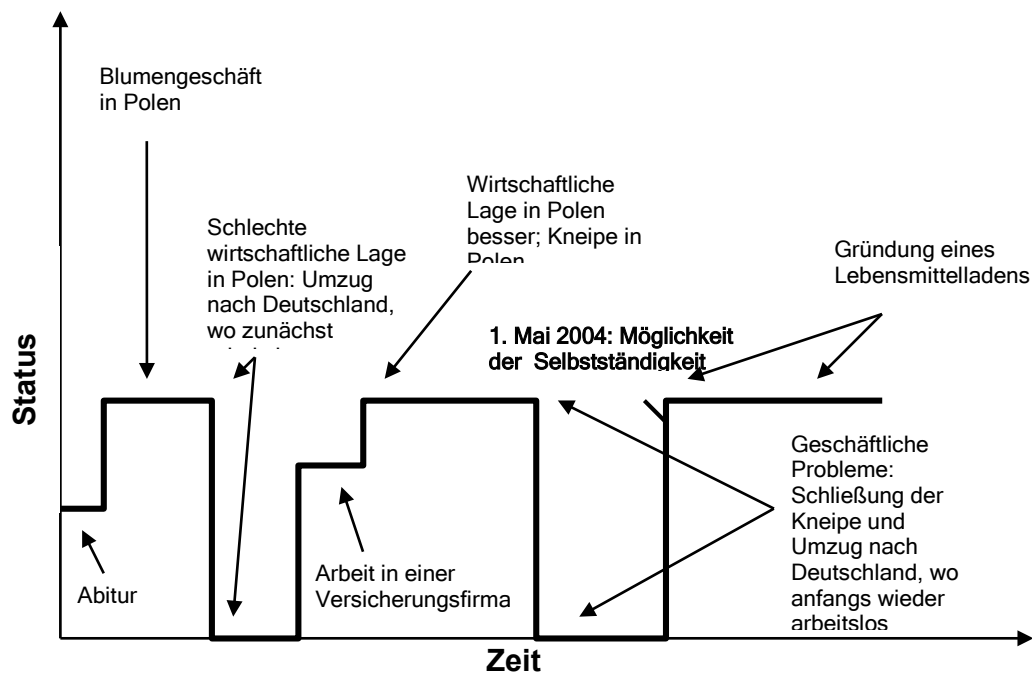 Blumengeschäft
in Polen
Schlechte
wirtschaftliche Lage
in Polen: Umzug
nach Deutschland,
wo zunächst
Wirtschaftliche
Lage in Polen
besser; Kneipe in
Polen
1. Mai 2004: Möglichkeit
der Selbstständigkeit
Gründung eines
Lebensmittelladens
Status
Abitur
Arbeit in einer
Versicherungsfirma
Geschäftliche
Probleme:
Schließung der
Kneipe und
Umzug nach
Deutschland, wo
anfangs wieder
arbeitslos
Zeit